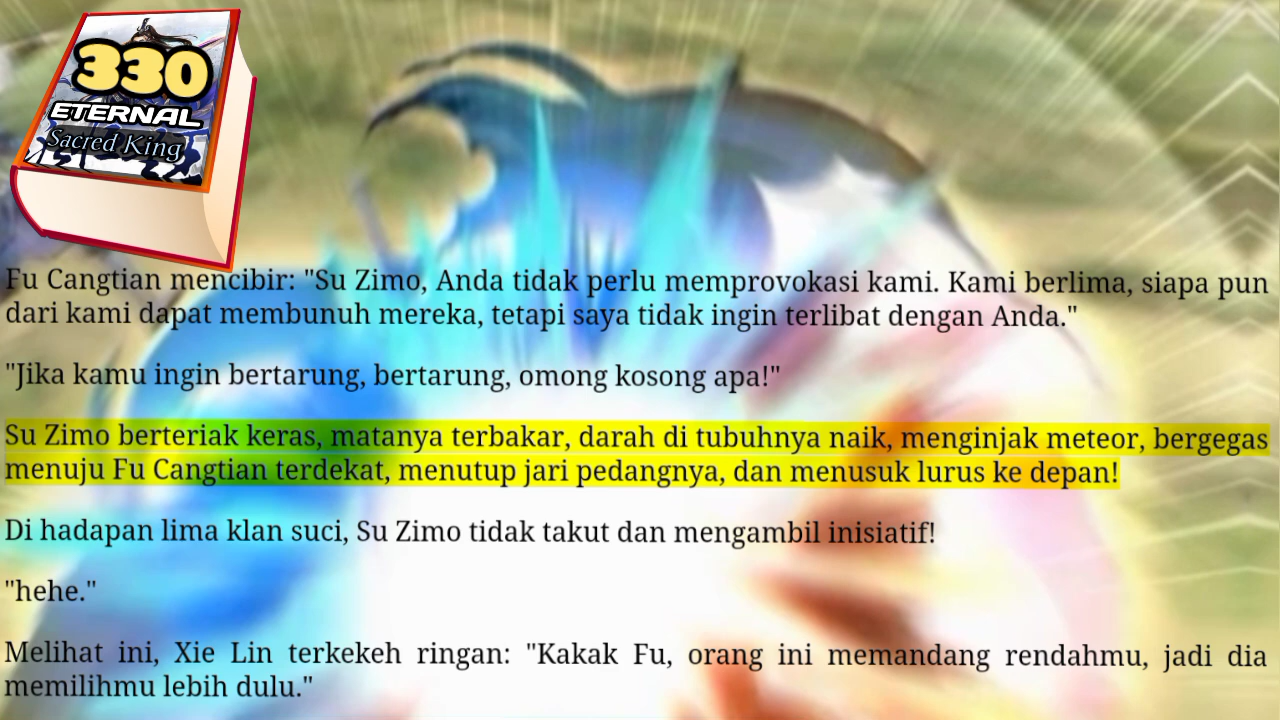 330
ETERNAL
Sacred King
Fu Cangtian mencibir: "Su Zimo, Anda tidak perlu memprovokasi kami. Kami berlima, siapa pun
dari kami dapat membunuh mereka, tetapi saya tidak ingin terlibat dengan Anda."
"Jika kamu ingin bertarung, bertarung, omong kosong apa!"
Su Zimo berteriak keras, matanya terbakar, darah di tubuhnya naik, menginjak meteor, bergegas
menuju Fu Cangtian terdekat, menutup jari pedangnya, dan menusuk lurus ke depan!
Di hadapan lima klan suci, Su Zimo tidak takut dan mengambil inisiatif!
"hehe."
Melihat ini, Xie Lin terkekeh ringan: "Kakak Fu, orang ini memandang rendahmu, jadi dia
memilihmu lebih dulu."